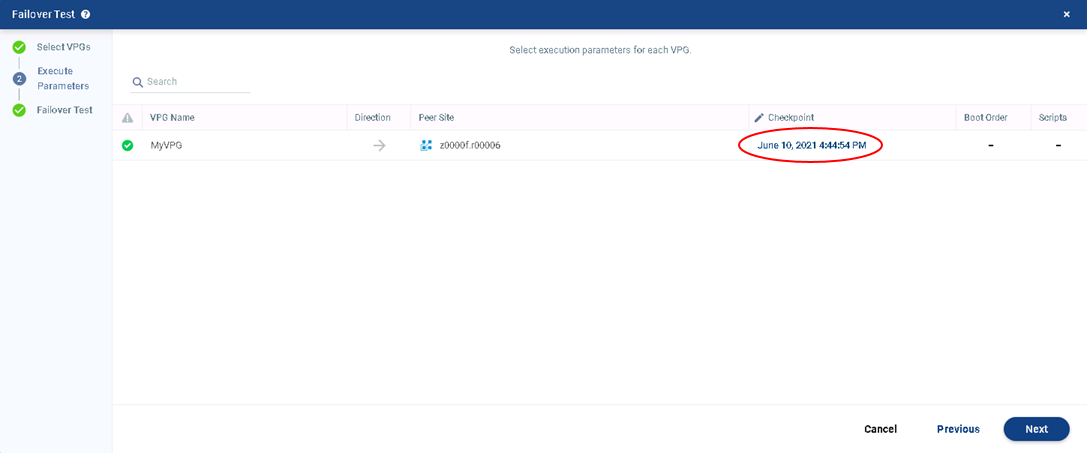 Failover Test ?
Select VPGs
2 Execute
Parameters
Failover Test
Select execution parameters for each VPG.
Search
VPG Name Direction Peer Site Checkpoint Boot Order Scripts
MyVPG z0000f.r00006 June 10, 2021 4:44:54 PM – –
Cancel Previous Next